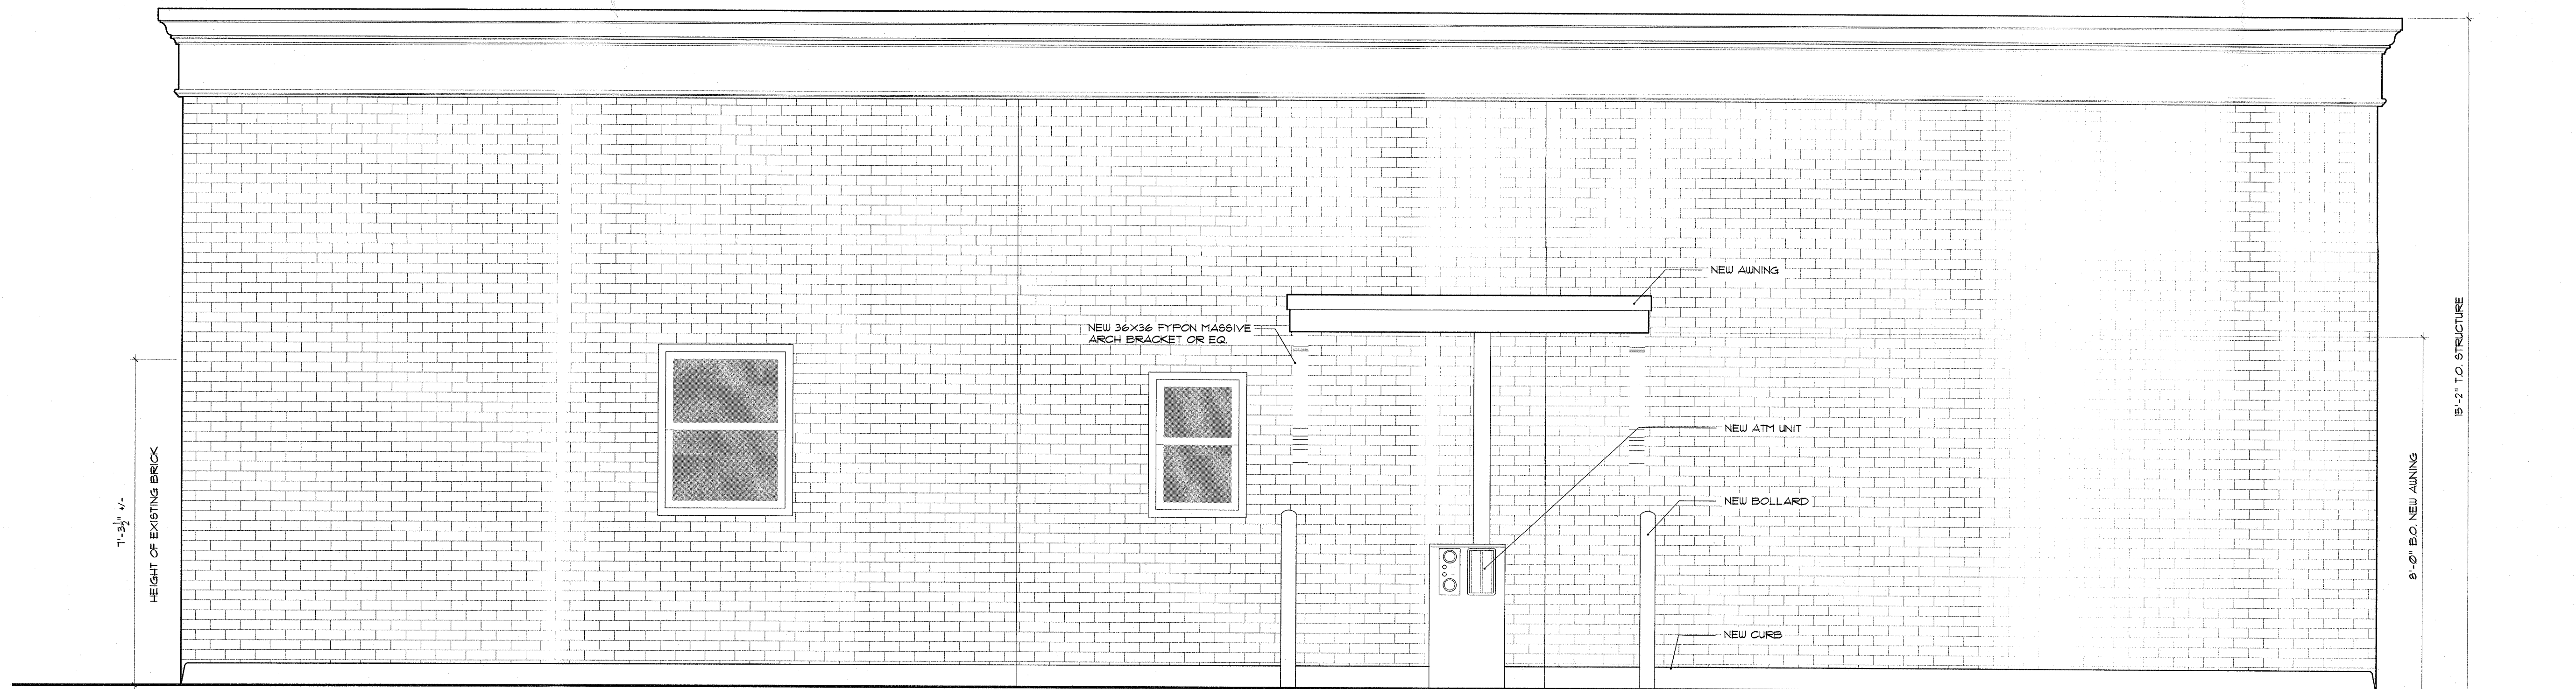 NEW AWNING
NEW 36X36 FYPON MASSIVE
ARCH BRACKET OR EQ.
NEW ATM UNIT
NEW BOLLARD
NEW CURB
7'-3½" +/-
HEIGHT OF EXISTING BRICK
8'-0" B.O. NEW AWNING
15'-2" T.O. STRUCTURE